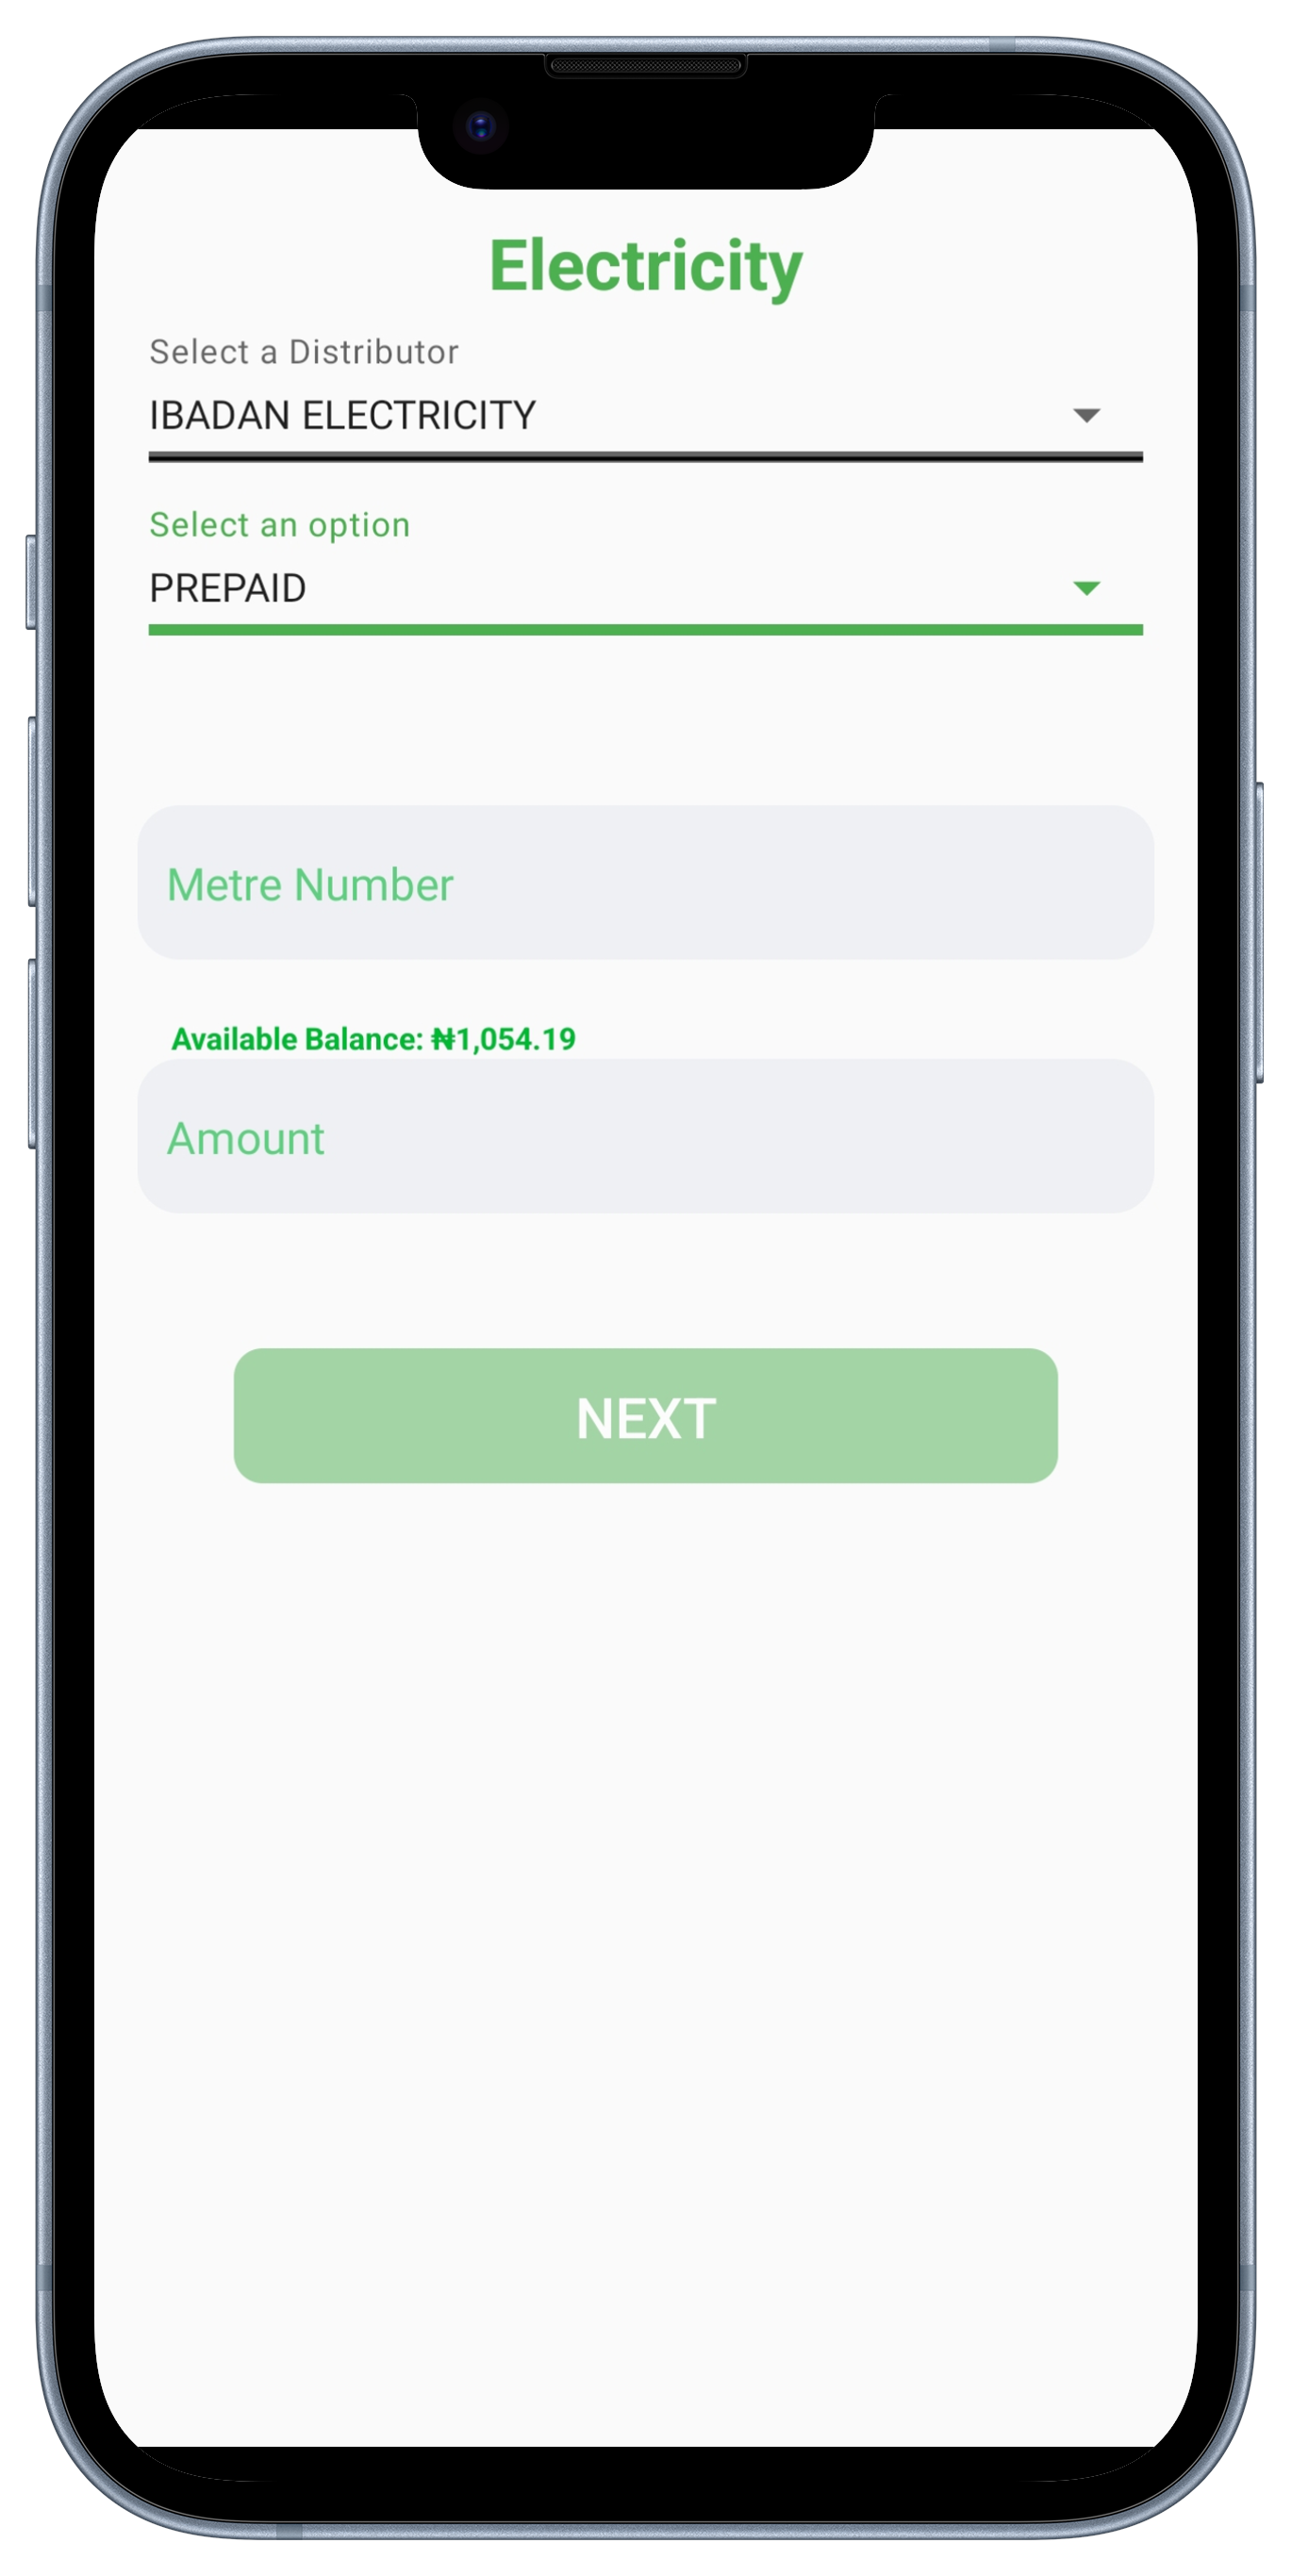 Electricity
Select a Distributor
IBADAN ELECTRICITY
Select an option
PREPAID
Metre Number
Available Balance: ₦1,054.19
Amount
NEXT